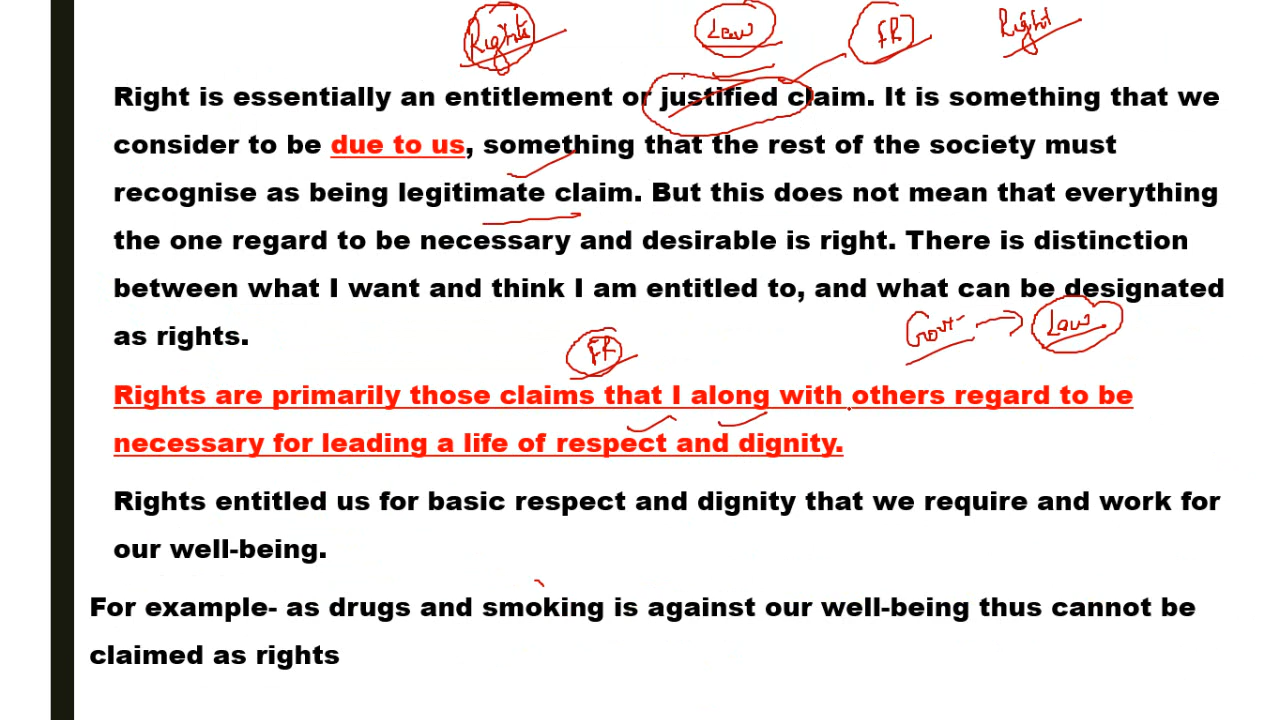 Rights Law FR Right
Right is essentially an entitlement or justified claim. It is something that we
consider to be due to us, something that the rest of the society must
recognise as being legitimate claim. But this does not mean that everything
the one regard to be necessary and desirable is right. There is distinction
between what I want and think I am entitled to, and what can be designated
as rights.
Govt Law
FR
Rights are primarily those claims that I along with others regard to be
necessary for leading a life of respect and dignity.
Rights entitled us for basic respect and dignity that we require and work for
our well-being.
For example- as drugs and smoking is against our well-being thus cannot be
claimed as rights